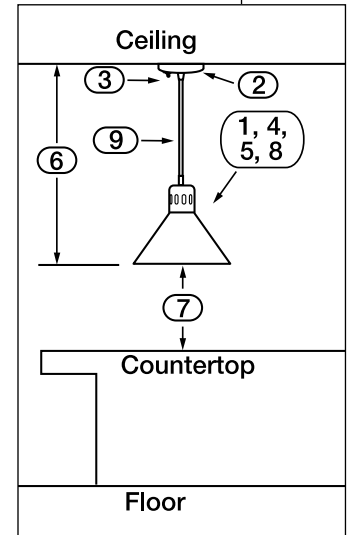 Ceiling
3
2
9
1, 4,
5, 8
6
7
Countertop
Floor